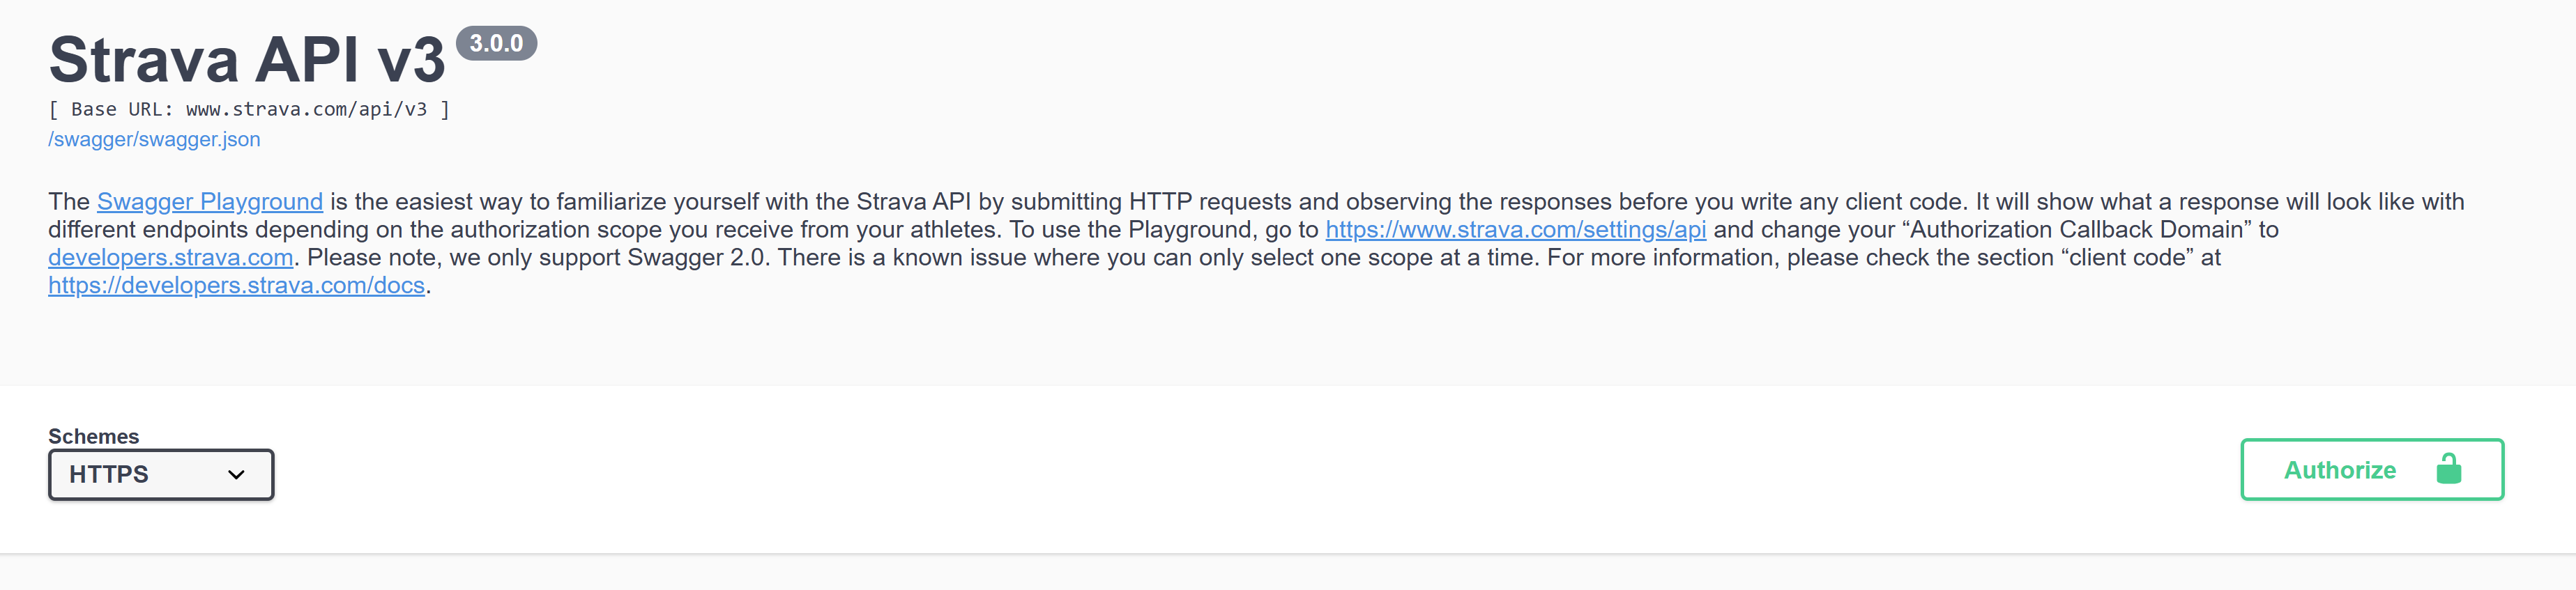 Strava API v3 3.0.0
[ Base URL: www.strava.com/api/v3 ]
/swagger/swagger.json
The Swagger Playground is the easiest way to familiarize yourself with the Strava API by submitting HTTP requests and observing the responses before you write any client code. It will show what a response will look like with
different endpoints depending on the authorization scope you receive from your athletes. To use the Playground, go to https://www.strava.com/settings/api and change your “Authorization Callback Domain” to
developers.strava.com. Please note, we only support Swagger 2.0. There is a known issue where you can only select one scope at a time. For more information, please check the section “client code” at
https://developers.strava.com/docs.
Schemes
HTTPS
Authorize